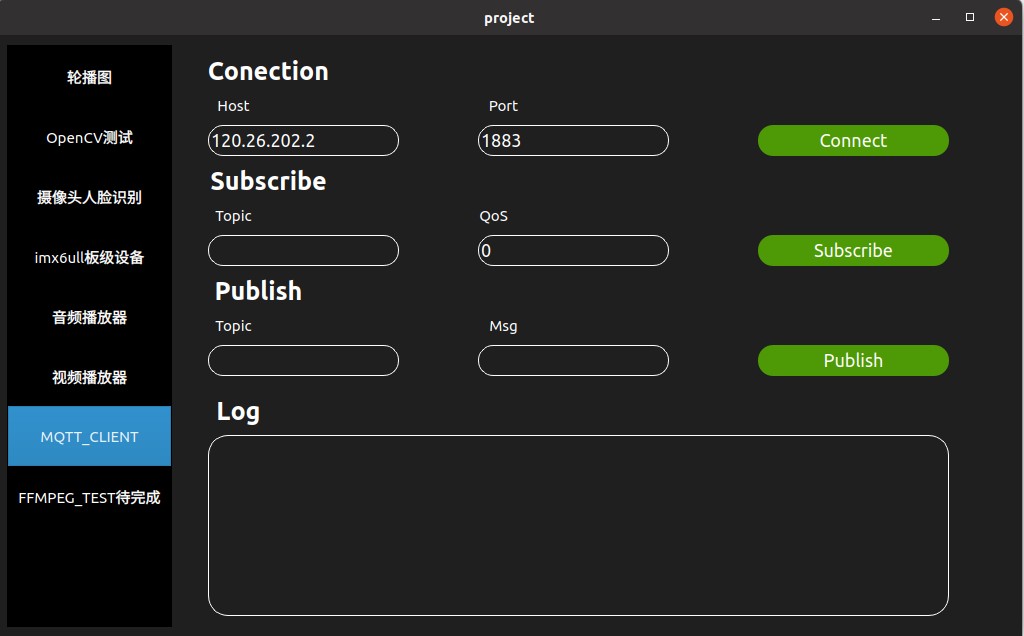 project
轮播图
OpenCV测试
摄像头人脸识别
imx6ull板级设备
音频播放器
视频播放器
MQTT_CLIENT
FFMPEG_TEST待完成
Conection
Host Port
120.26.202.2 1883 Connect
Subscribe
Topic QoS
0 Subscribe
Publish
Topic Msg
Publish
Log